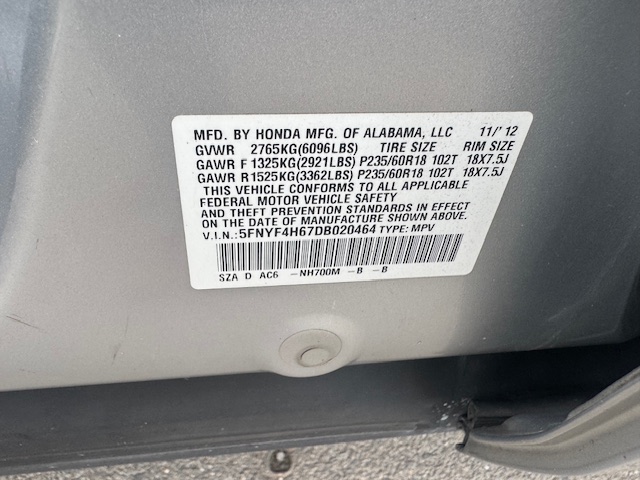 MFD. BY HONDA MFG. OF ALABAMA, LLC 11/'12
GVWR 2765KG(6096LBS) TIRE SIZE RIM SIZE
GAWR F 1325KG(2921LBS) P235/60R18 102T 18X7.5J
GAWR R1525KG(3362LBS) P235/60R18 102T 18X7.5J
THIS VEHICLE CONFORMS TO ALL APPLICABLE
FEDERAL MOTOR VEHICLE SAFETY
AND THEFT PREVENTION STANDARDS IN EFFECT
ON THE DATE OF MANUFACTURE SHOWN ABOVE.
V.I.N.:5FNYF4H67DB020464 TYPE: MPV
SZA D AC6 -NH700M -B -B